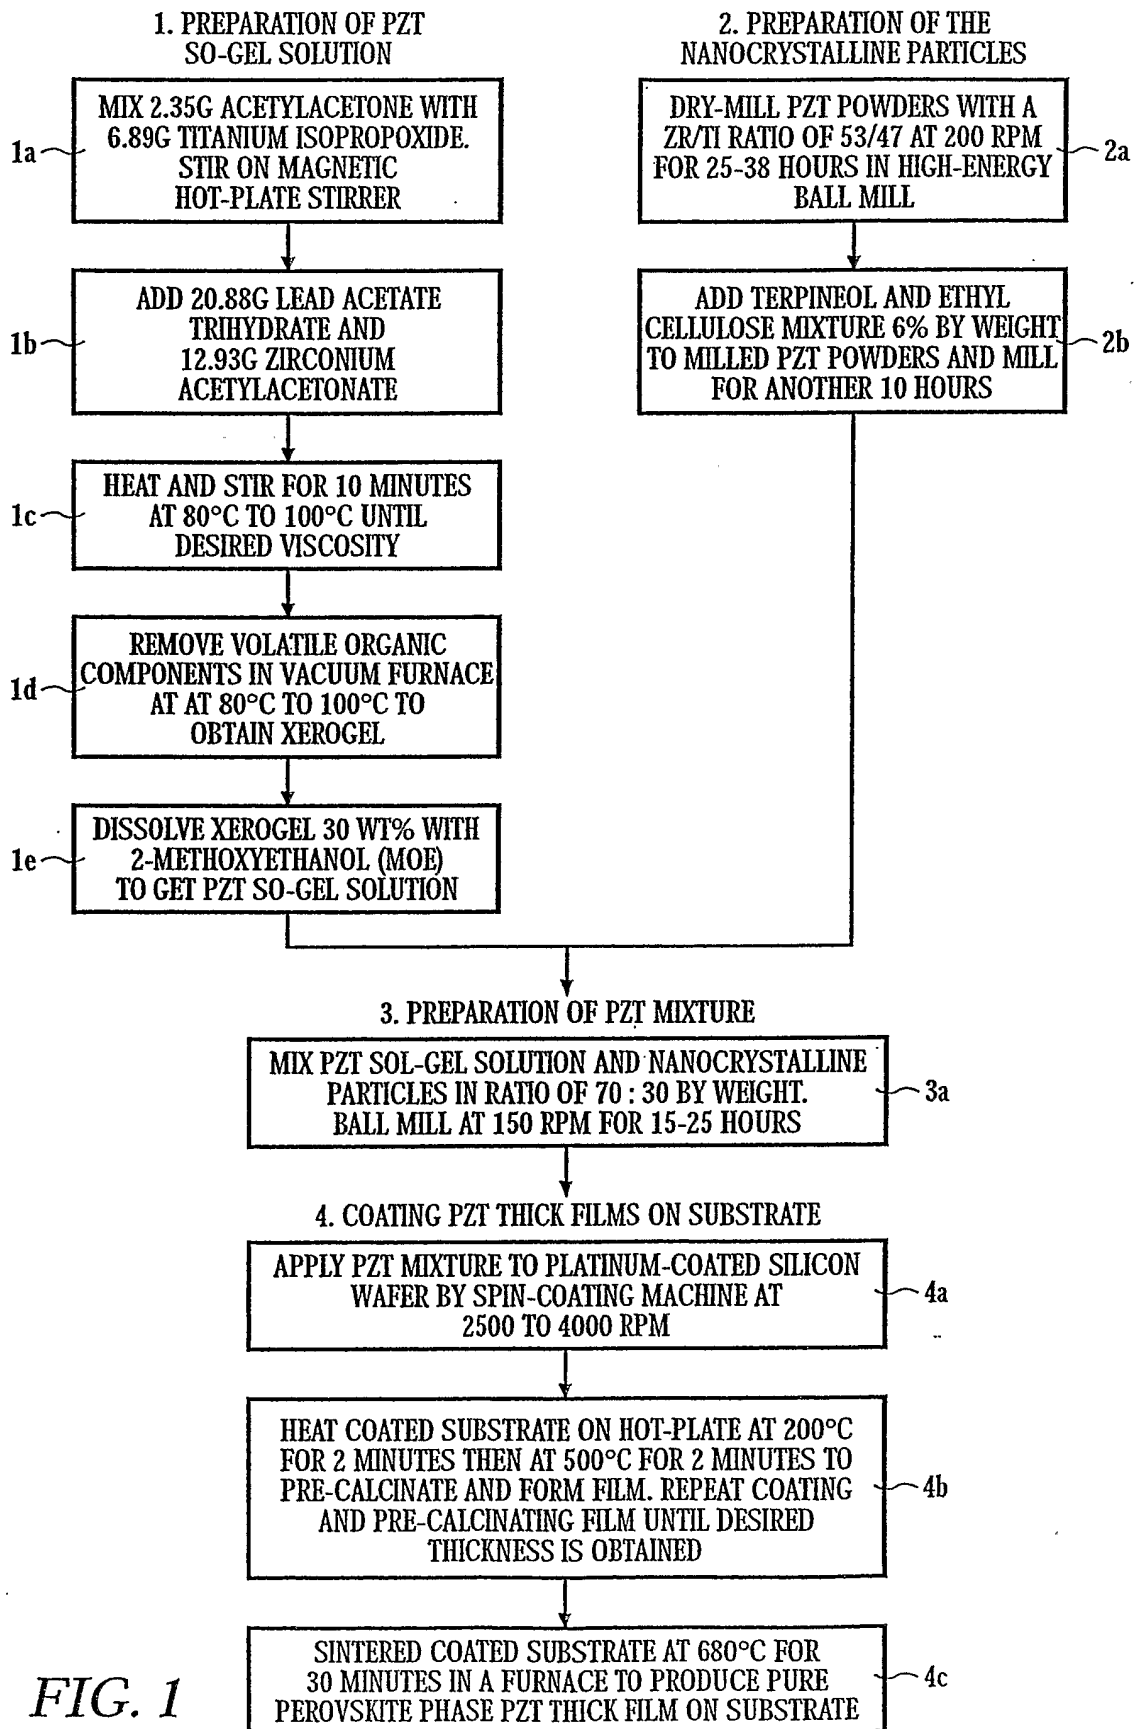 1. PREPARATION OF PZT
SO-GEL SOLUTION
MIX 2.35G ACETYLACETONE WITH
6.89G TITANIUM ISOPROPOXIDE.
STIR ON MAGNETIC
HOT-PLATE STIRRER
1a
ADD 20.88G LEAD ACETATE
TRIHYDRATE AND
12.93G ZIRCONIUM
ACETYLACETONATE
1b
HEAT AND STIR FOR 10 MINUTES
AT 80°C TO 100°C UNTIL
DESIRED VISCOSITY
1c
REMOVE VOLATILE ORGANIC
COMPONENTS IN VACUUM FURNACE
AT AT 80°C TO 100°C TO
OBTAIN XEROGEL
1d
DISSOLVE XEROGEL 30 WT% WITH
2-METHOXYETHANOL (MOE)
TO GET PZT SO-GEL SOLUTION
1e
2. PREPARATION OF THE
NANOCRYSTALLINE PARTICLES
DRY-MILL PZT POWDERS WITH A
ZR/TI RATIO OF 53/47 AT 200 RPM
FOR 25-38 HOURS IN HIGH-ENERGY
BALL MILL
2a
ADD TERPINEOL AND ETHYL
CELLULOSE MIXTURE 6% BY WEIGHT
TO MILLED PZT POWDERS AND MILL
FOR ANOTHER 10 HOURS
2b
3. PREPARATION OF PZT MIXTURE
MIX PZT SOL-GEL SOLUTION AND NANOCRYSTALLINE
PARTICLES IN RATIO OF 70 : 30 BY WEIGHT.
BALL MILL AT 150 RPM FOR 15-25 HOURS
3a
4. COATING PZT THICK FILMS ON SUBSTRATE
APPLY PZT MIXTURE TO PLATINUM-COATED SILICON
WAFER BY SPIN-COATING MACHINE AT
2500 TO 4000 RPM
4a
HEAT COATED SUBSTRATE ON HOT-PLATE AT 200°C
FOR 2 MINUTES THEN AT 500°C FOR 2 MINUTES TO
PRE-CALCINATE AND FORM FILM. REPEAT COATING
AND PRE-CALCINATING FILM UNTIL DESIRED
THICKNESS IS OBTAINED
4b
SINTERED COATED SUBSTRATE AT 680°C FOR
30 MINUTES IN A FURNACE TO PRODUCE PURE
PEROVSKITE PHASE PZT THICK FILM ON SUBSTRATE
4c
FIG. 1